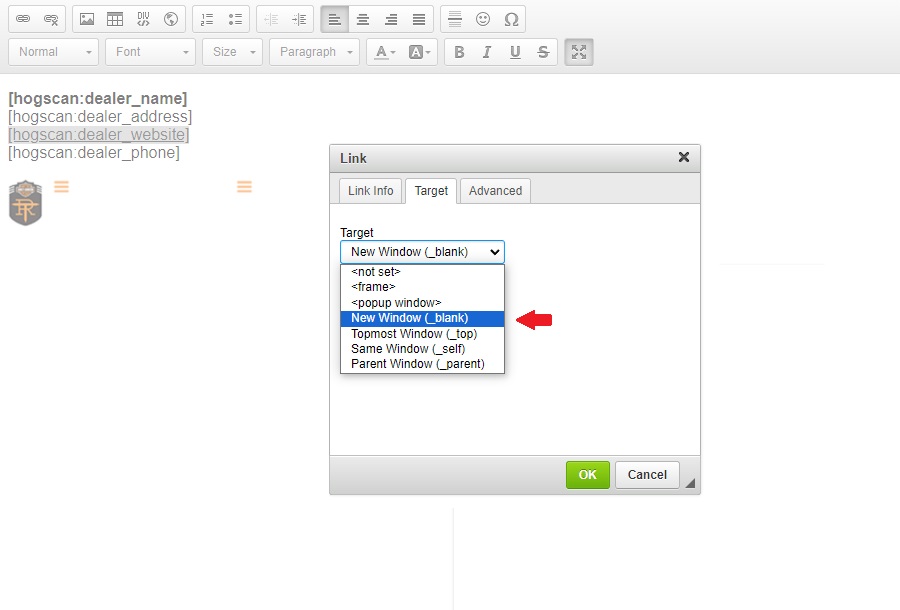 DIV
Normal
Font
Size
Paragraph
A
A
B
I
U
S
[hogscan:dealer_name]
[hogscan:dealer_address]
[hogscan:dealer_website]
[hogscan:dealer_phone]
Link
Link Info
Target
Advanced
Target
New Window (_blank)
<not set>
<frame>
<popup window>
New Window (_blank)
Topmost Window (_top)
Same Window (_self)
Parent Window (_parent)
OK
Cancel